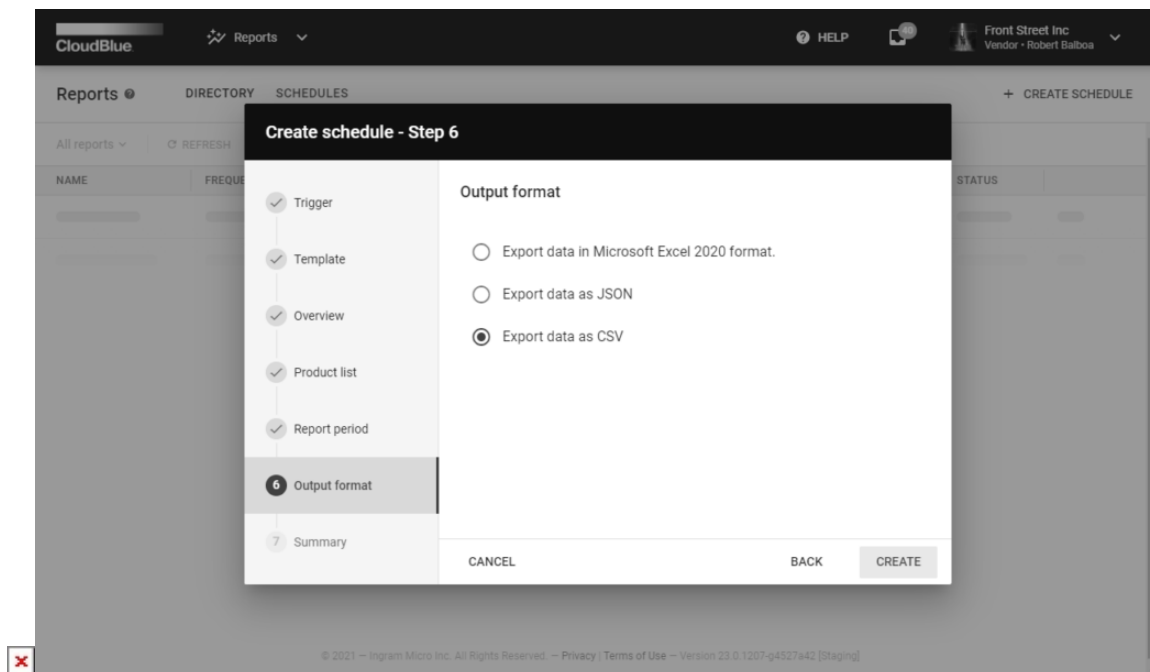 CloudBlue
Reports
HELP
40
Front Street Inc
Vendor • Robert Balboa
Reports
DIRECTORY
SCHEDULES
+ CREATE SCHEDULE
All reports
REFRESH
NAME
FREQUE
STATUS
Create schedule - Step 6
Trigger
Template
Overview
Product list
Report period
6 Output format
7 Summary
Output format
Export data in Microsoft Excel 2020 format.
Export data as JSON
Export data as CSV
CANCEL
BACK
CREATE
© 2021 — Ingram Micro Inc. All Rights Reserved. — Privacy | Terms of Use — Version 23.0.1207-g4527a42 [Staging]